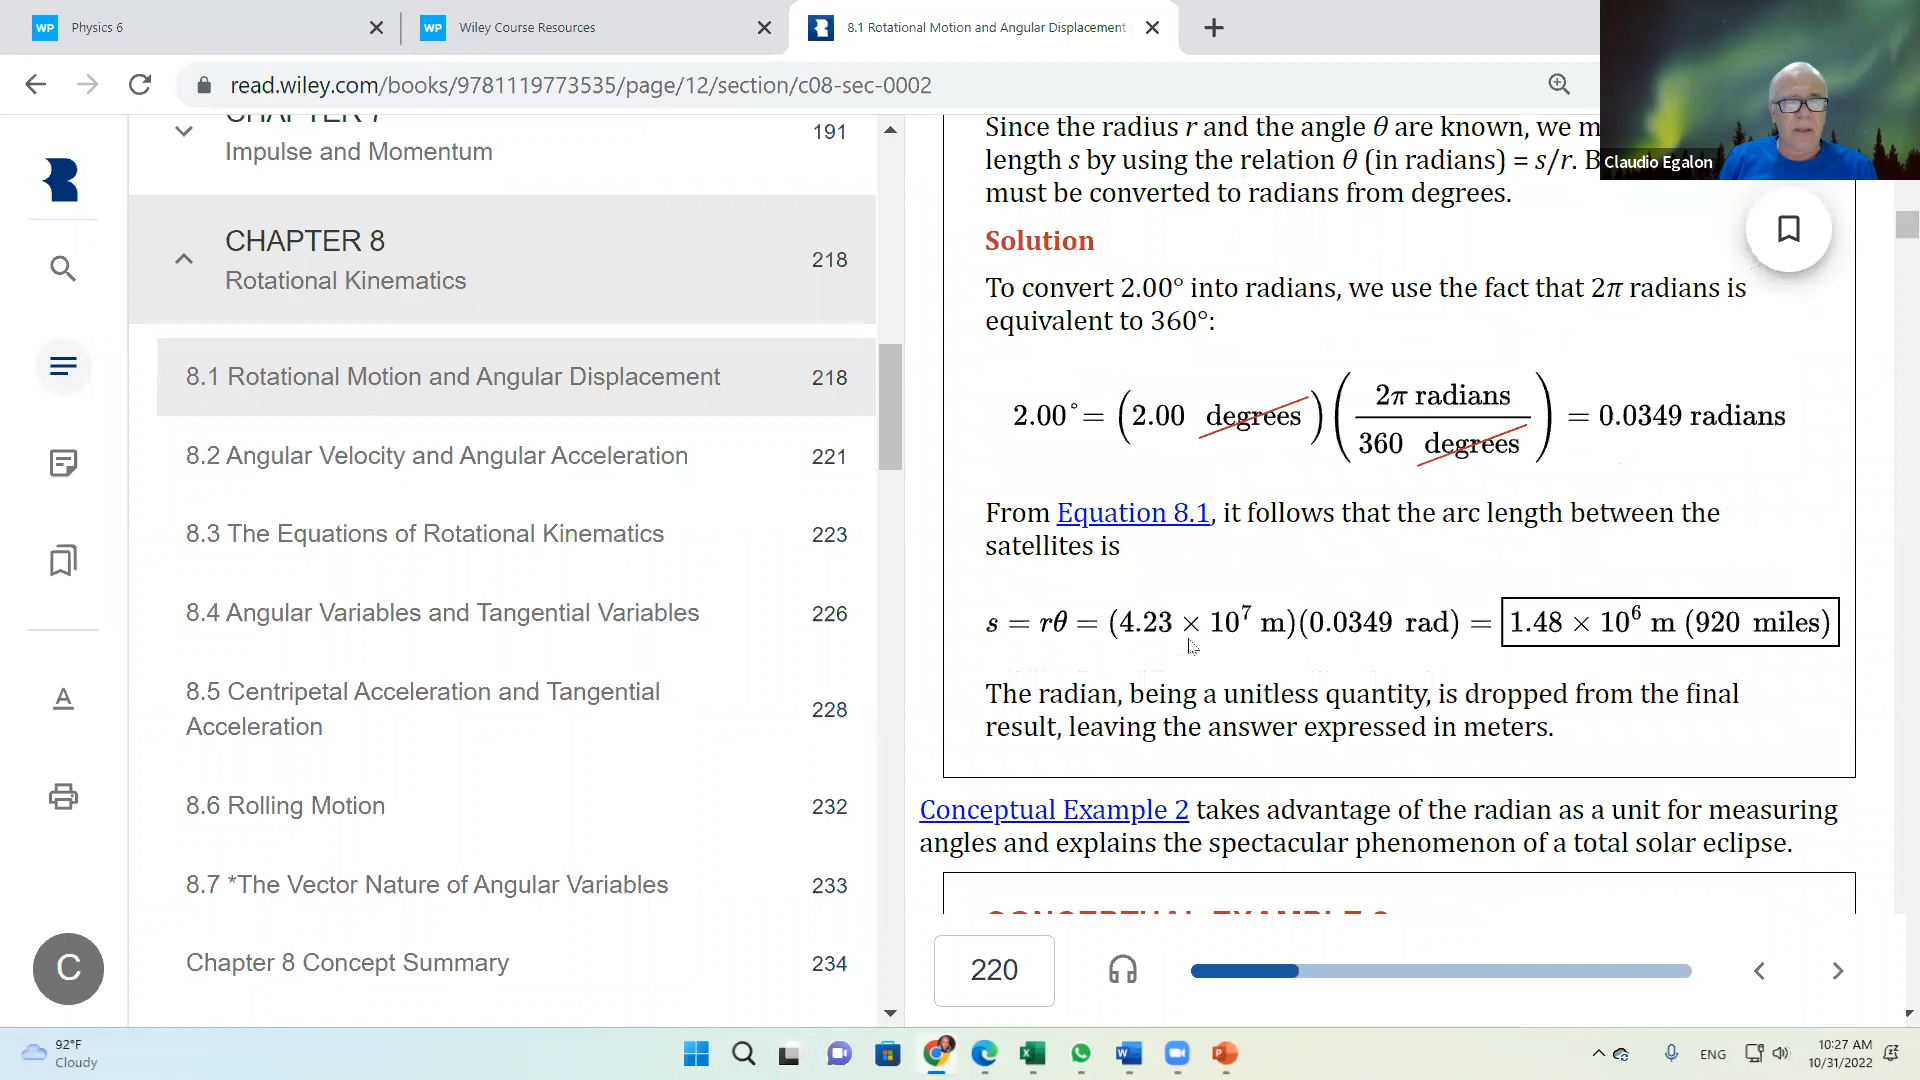 WP Physics 6
WP Wiley Course Resources
8.1 Rotational Motion and Angular Displacement
read.wiley.com/books/9781119773535/page/12/section/c08-sec-0002
Claudio Egalon
CHAPTER 7
Impulse and Momentum 191
CHAPTER 8
Rotational Kinematics 218
8.1 Rotational Motion and Angular Displacement 218
8.2 Angular Velocity and Angular Acceleration 221
8.3 The Equations of Rotational Kinematics 223
8.4 Angular Variables and Tangential Variables 226
8.5 Centripetal Acceleration and Tangential
Acceleration 228
8.6 Rolling Motion 232
8.7 *The Vector Nature of Angular Variables 233
Chapter 8 Concept Summary 234
C
Since the radius r and the angle θ are known, we m
length s by using the relation θ (in radians) = s/r. B
must be converted to radians from degrees.
Solution
To convert 2.00° into radians, we use the fact that 2π radians is
equivalent to 360°:
2.00° = (2.00 degrees) (2π radians / 360 degrees) = 0.0349 radians
From Equation 8.1, it follows that the arc length between the
satellites is
s = rθ = (4.23 × 10⁷ m)(0.0349 rad) = 1.48 × 10⁶ m (920 miles)
The radian, being a unitless quantity, is dropped from the final
result, leaving the answer expressed in meters.
Conceptual Example 2 takes advantage of the radian as a unit for measuring
angles and explains the spectacular phenomenon of a total solar eclipse.
CONCEPTUAL EXAMPLE 2
220
92°F
Cloudy
ENG
10:27 AM
10/31/2022